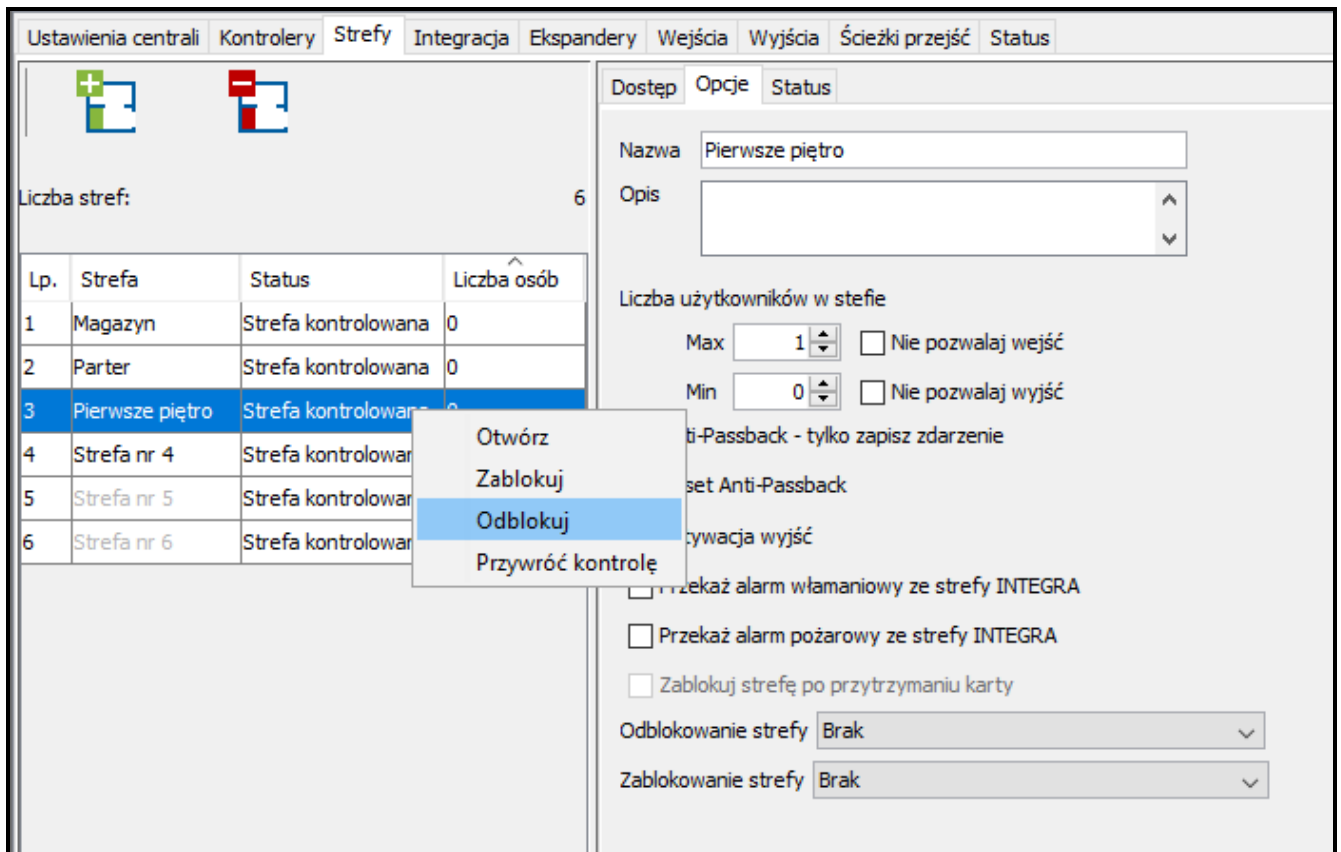 Ustawienia centrali Kontrolery Strefy Integracja Ekspandery Wejścia Wyjścia Ścieżki przejść Status
Liczba stref: 6
Lp. Strefa Status Liczba osób
1 Magazyn Strefa kontrolowana 0
2 Parter Strefa kontrolowana 0
3 Pierwsze piętro Strefa kontrolowana 0
4 Strefa nr 4 Strefa kontrolowan
5 Strefa nr 5 Strefa kontrolowan
6 Strefa nr 6 Strefa kontrolowan
Otwórz
Zablokuj
Odblokuj
Przywróć kontrolę
Dostęp Opcje Status
Nazwa Pierwsze piętro
Opis
Liczba użytkowników w stefie
Max 1 Nie pozwalaj wejść
Min 0 Nie pozwalaj wyjść
ti-Passback - tylko zapisz zdarzenie
set Anti-Passback
tywacja wyjść
Przekaż alarm włamaniowy ze strefy INTEGRA
Przekaż alarm pożarowy ze strefy INTEGRA
Zablokuj strefę po przytrzymaniu karty
Odblokowanie strefy Brak
Zablokowanie strefy Brak